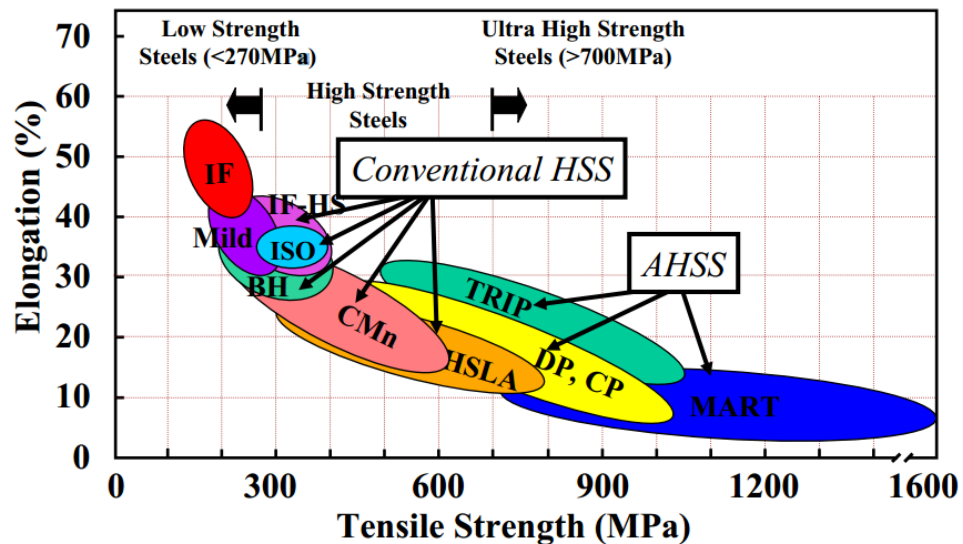 Low Strength
Steels (<270MPa)
Ultra High Strength
Steels (>700MPa)
High Strength
Steels
Conventional HSS
AHSS
IF
IF-HS
Mild
ISO
BH
CMn
HSLA
TRIP
DP, CP
MART
Elongation (%)
70
60
50
40
30
20
10
0
0 300 600 900 1200 1600
Tensile Strength (MPa)